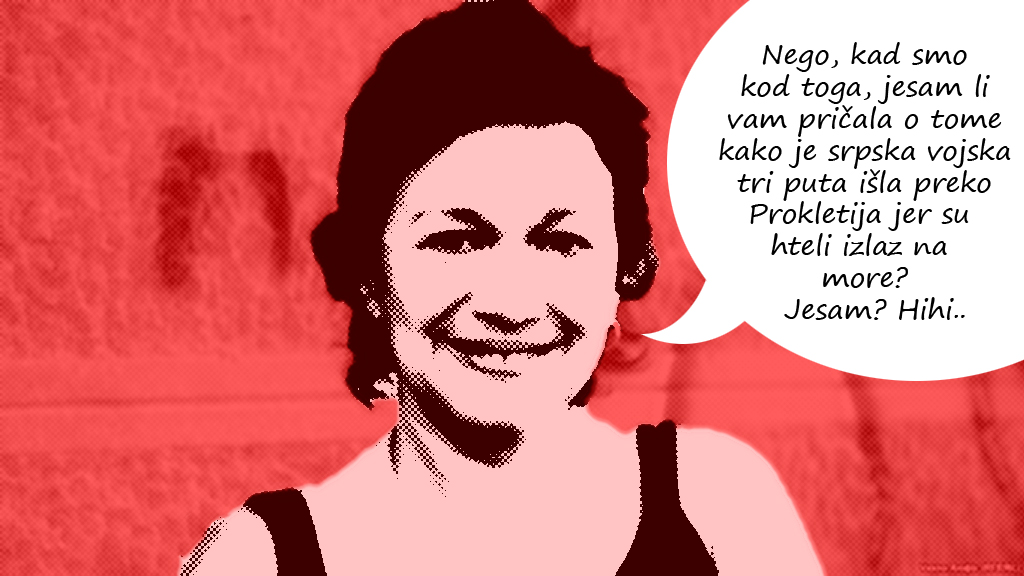 Nego, kad smo
kod toga, jesam li
vam pričala o tome
kako je srpska vojska
tri puta išla preko
Prokletija jer su
hteli izlaz na
more?
Jesam? Hihi..